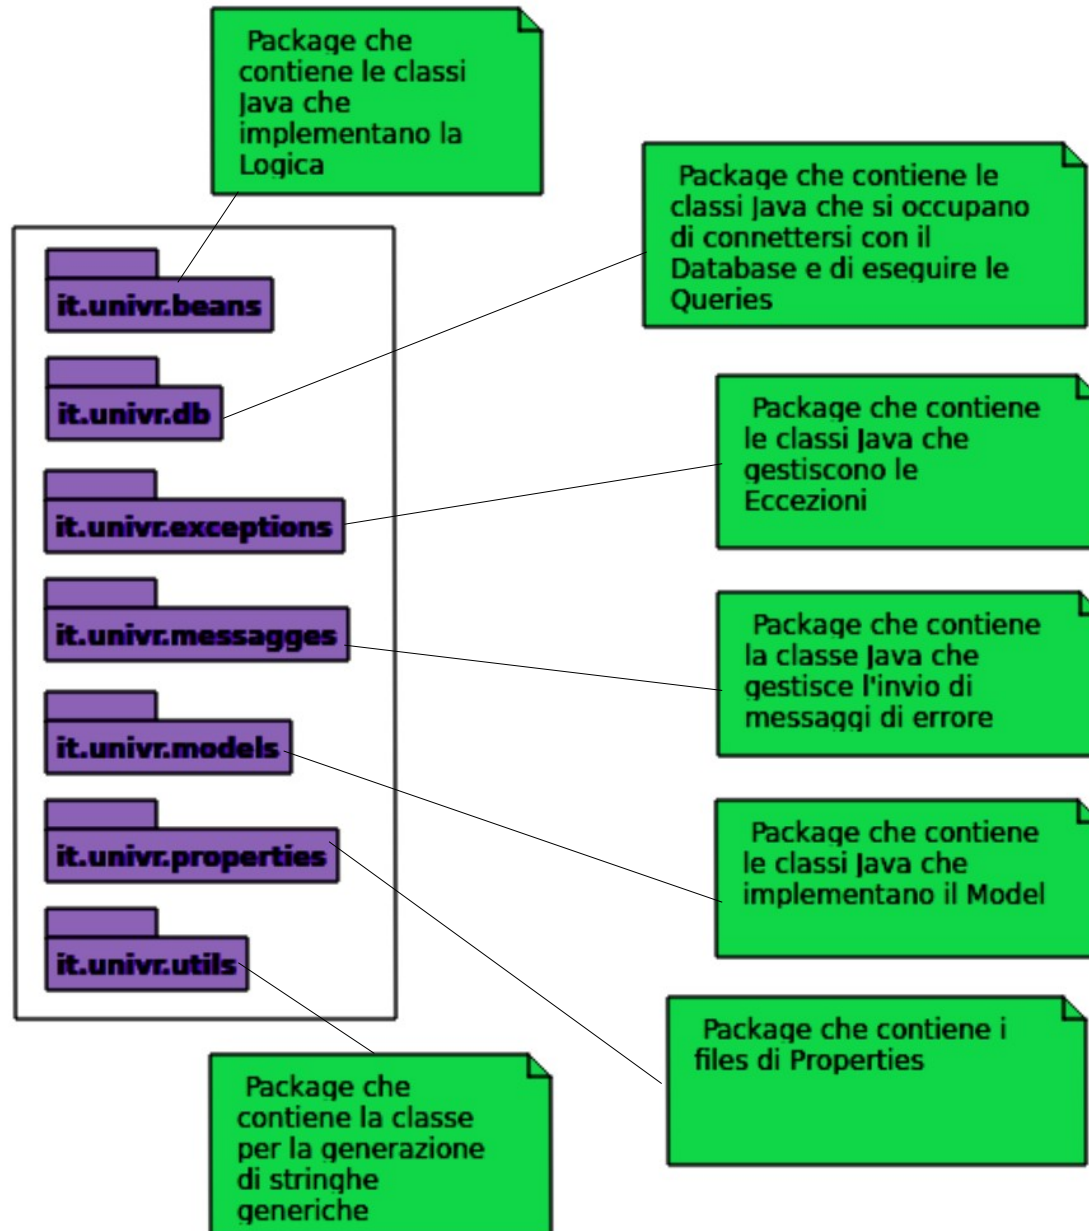 Package che
contiene le classi
Java che
implementano la
Logica
Package che contiene le
classi Java che si occupano
di connettersi con il
Database e di eseguire le
Queries
it.univr.beans
it.univr.db
Package che contiene
le classi Java che
gestiscono le
Eccezioni
it.univr.exceptions
it.univr.messagges
Package che contiene
la classe Java che
gestisce l'invio di
messaggi di errore
it.univr.models
Package che contiene
le classi Java che
implementano il Model
it.univr.properties
it.univr.utils
Package che contiene i
files di Properties
Package che
contiene la classe
per la generazione
di stringhe
generiche